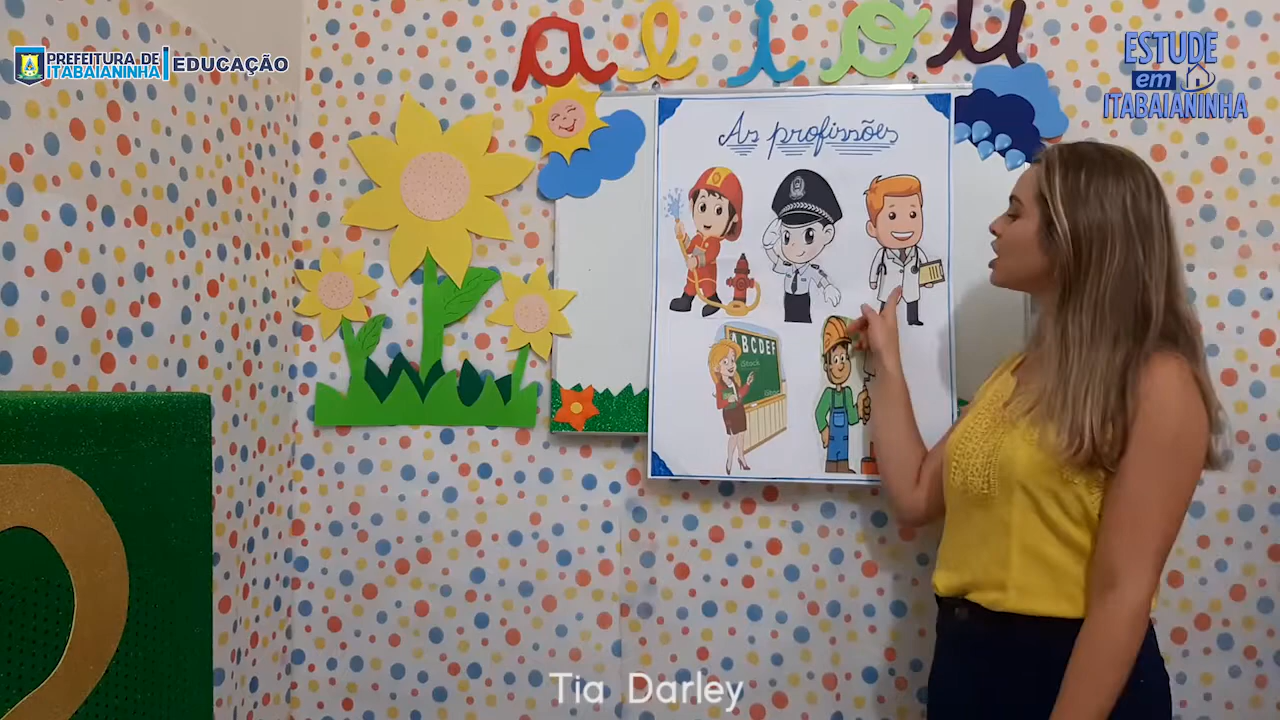 PREFEITURA DE
ITABAIANINHA
EDUCAÇÃO
a e i o u
ESTUDE
em
ITABAIANINHA
As profissões
ABCDEF
Tia Darley